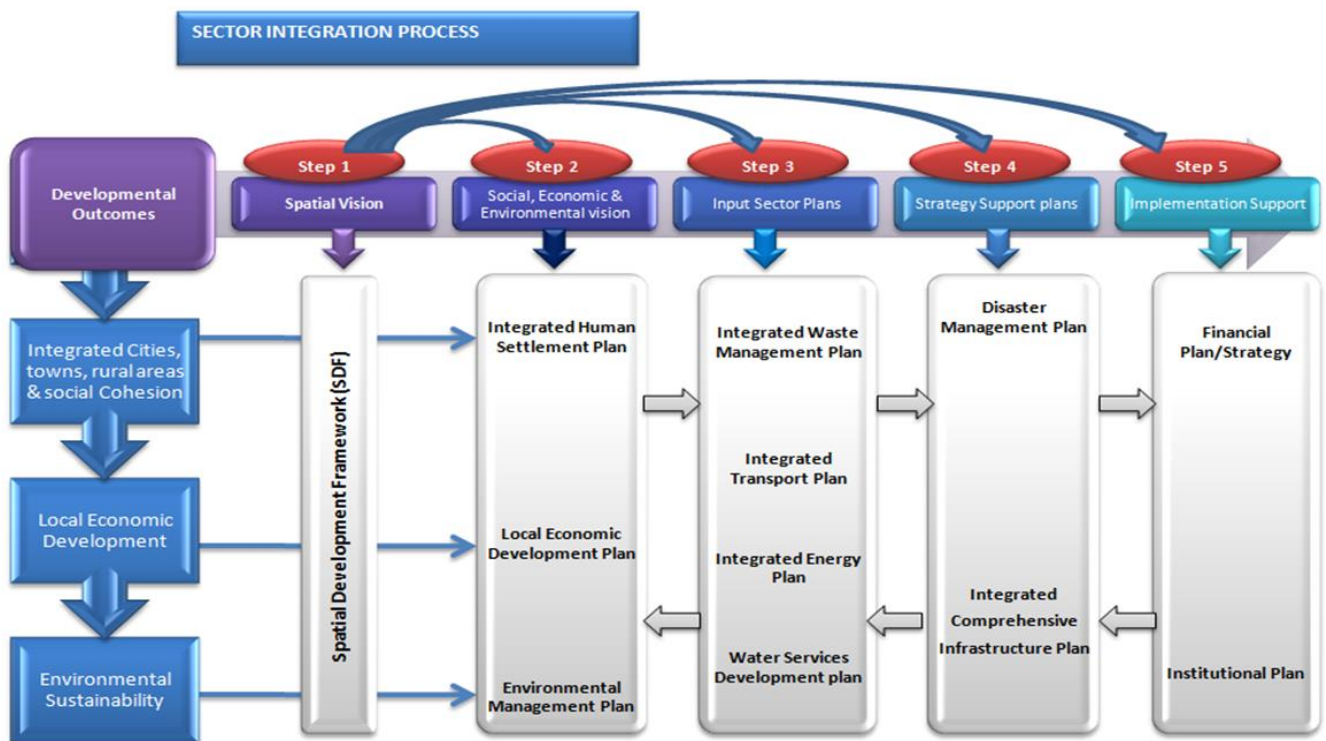 SECTOR INTEGRATION PROCESS
Developmental
Outcomes
Step 1
Spatial Vision
Step 2
Social, Economic &
Environmental vision
Step 3
Input Sector Plans
Step 4
Strategy Support plans
Step 5
Implementation Support
Integrated Cities,
towns, rural areas
& social Cohesion
Local Economic
Development
Environmental
Sustainability
Spatial Development Framework (SDF)
Integrated Human
Settlement Plan
Local Economic
Development Plan
Environmental
Management Plan
Integrated Waste
Management Plan
Integrated
Transport Plan
Integrated Energy
Plan
Water Services
Development plan
Disaster
Management Plan
Integrated
Comprehensive
Infrastructure Plan
Financial
Plan/Strategy
Institutional Plan